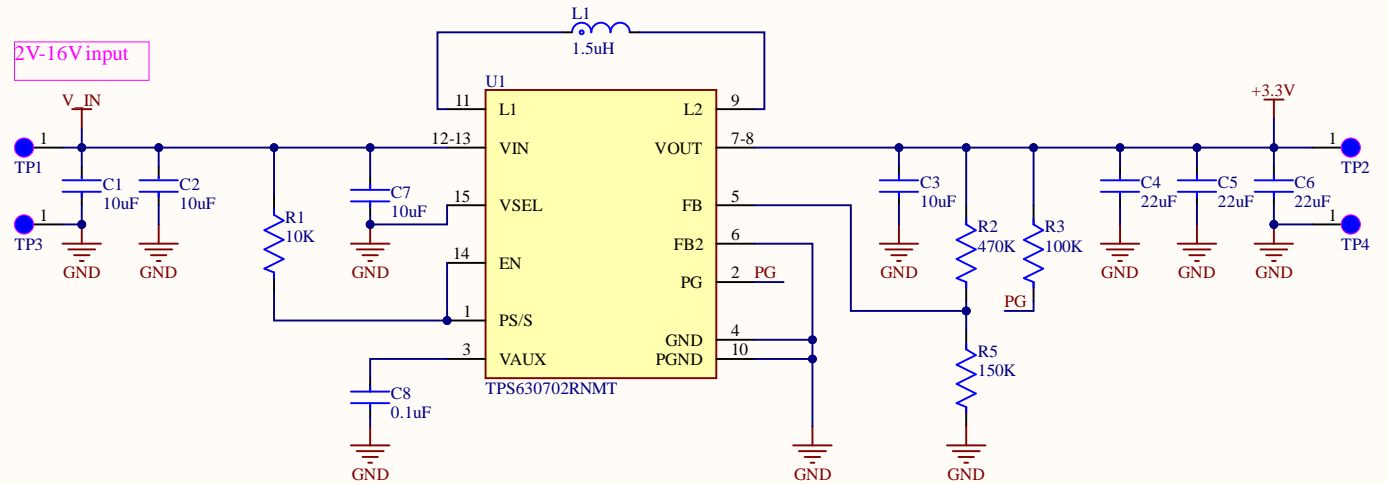 L1
1.5uH
2V-16V input
U1
V_IN
+3.3V
11 L1
L2 9
1
TP1
12-13 VIN
VOUT 7-8
1
TP2
C1
10uF
C2
10uF
C7
10uF
15 VSEL
FB 5
C3
10uF
C4
22uF
C5
22uF
C6
22uF
1
TP3
R1
10K
R2
470K
R3
100K
1
TP4
FB2 6
GND
GND
GND
GND
GND
GND
GND
14 EN
PG 2 PG
PG
1 PS/S
GND 4
3 VAUX
PGND 10
R5
150K
TPS630702RNMT
C8
0.1uF
GND
GND
GND